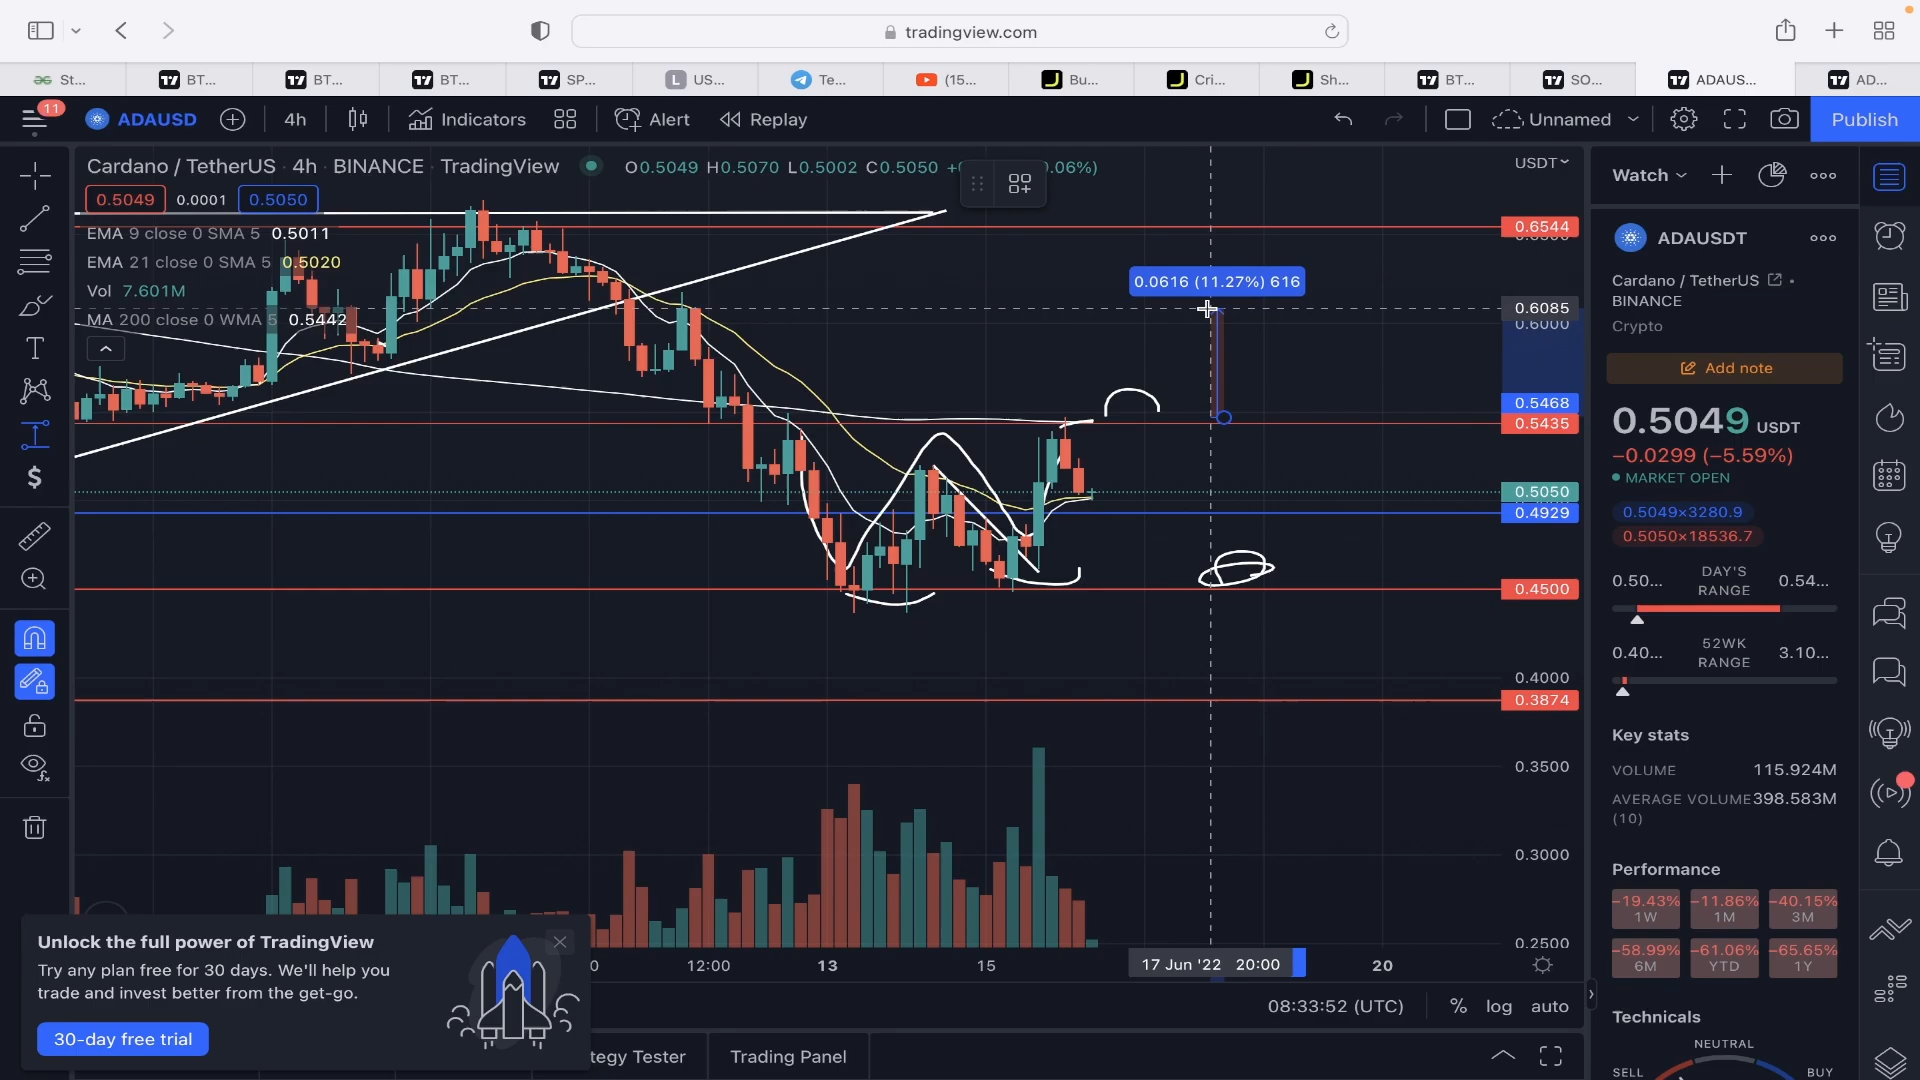 tradingview.com
St...
BT...
BT...
BT...
SP...
US...
Te...
(15...
Bu...
Cri...
Sh...
BT...
SO...
ADAUS...
AD...
11
ADAUSD
4h
Indicators
Alert
Replay
Unnamed
Publish
Cardano / TetherUS · 4h · BINANCE · TradingView
O0.5049 H0.5070 L0.5002 C0.5050
0.06%)
USDT
0.5049
0.0001
0.5050
EMA 9 close 0 SMA 5 0.5011
EMA 21 close 0 SMA 5 0.5020
Vol 7.601M
MA 200 close 0 WMA 5 0.5442
0.0616 (11.27%) 616
0.6544
0.6085
0.6000
0.5468
0.5435
0.5050
0.4929
0.4500
0.4000
0.3874
0.3500
0.3000
0.2500
12:00
13
15
17 Jun '22 20:00
20
08:33:52 (UTC)
%
log
auto
tegy Tester
Trading Panel
Unlock the full power of TradingView
Try any plan free for 30 days. We'll help you
trade and invest better from the get-go.
30-day free trial
Watch
ADAUSDT
Cardano / TetherUS
BINANCE
Crypto
Add note
0.5049 USDT
−0.0299 (−5.59%)
MARKET OPEN
0.5049×3280.9
0.5050×18536.7
0.50...
DAY'S
RANGE
0.54...
0.40...
52WK
RANGE
3.10...
Key stats
VOLUME 115.924M
AVERAGE VOLUME 398.583M
(10)
Performance
−19.43% −11.86% −40.15%
1W 1M 3M
−58.99% −61.06% −65.65%
6M YTD 1Y
Technicals
NEUTRAL
SELL
BUY